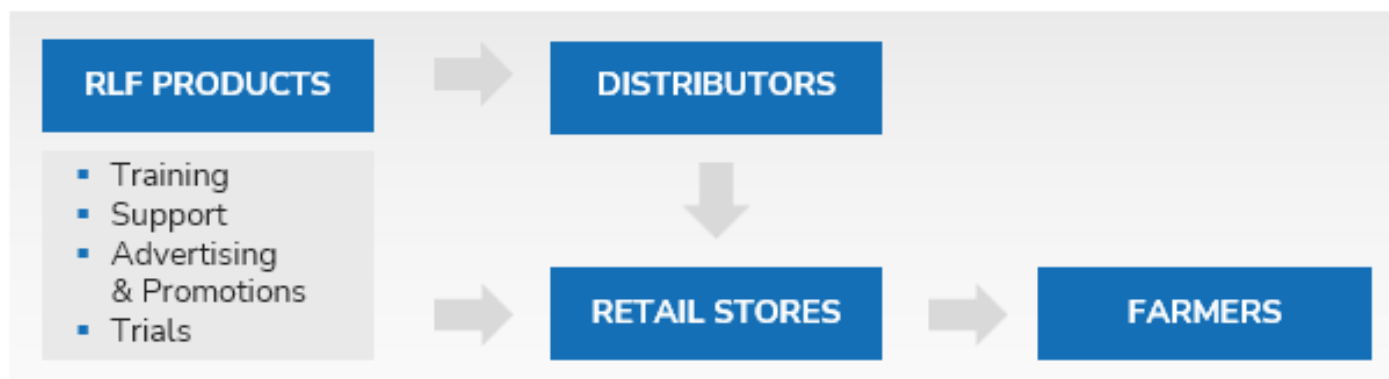 RLF PRODUCTS
DISTRIBUTORS
▪ Training
▪ Support
▪ Advertising
& Promotions
▪ Trials
RETAIL STORES
FARMERS